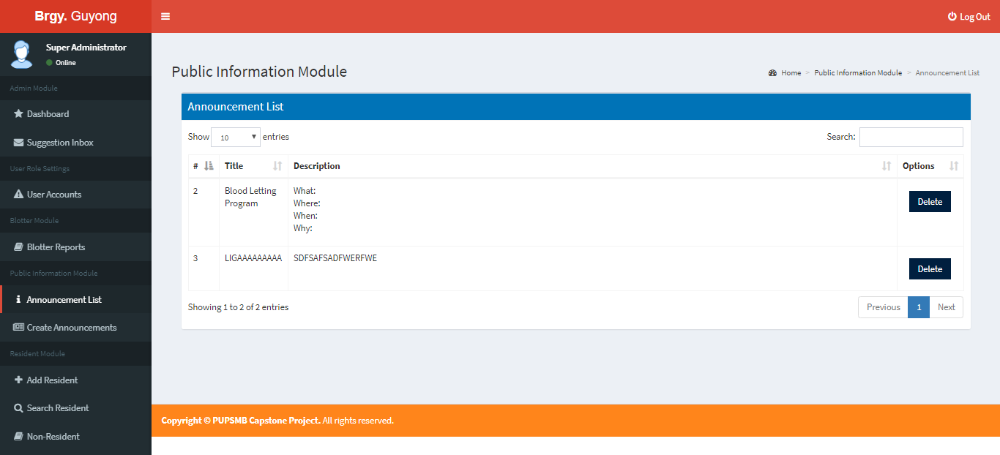 Brgy. Guyong
Log Out
Super Administrator
Online
Admin Module
Dashboard
Suggestion Inbox
User Role Settings
User Accounts
Blotter Module
Blotter Reports
Public Information Module
Announcement List
Create Announcements
Resident Module
Add Resident
Search Resident
Non-Resident
Public Information Module
Home > Public Information Module > Announcement List
Announcement List
Show 10 entries
Search:
# Title Description Options
2 Blood Letting What:
Program Where:
When:
Why:
Delete
3 LIGAAAAAAAAA SDFSAFSADFWERFWE
Delete
Showing 1 to 2 of 2 entries
Previous 1 Next
Copyright © PUPSMB Capstone Project. All rights reserved.